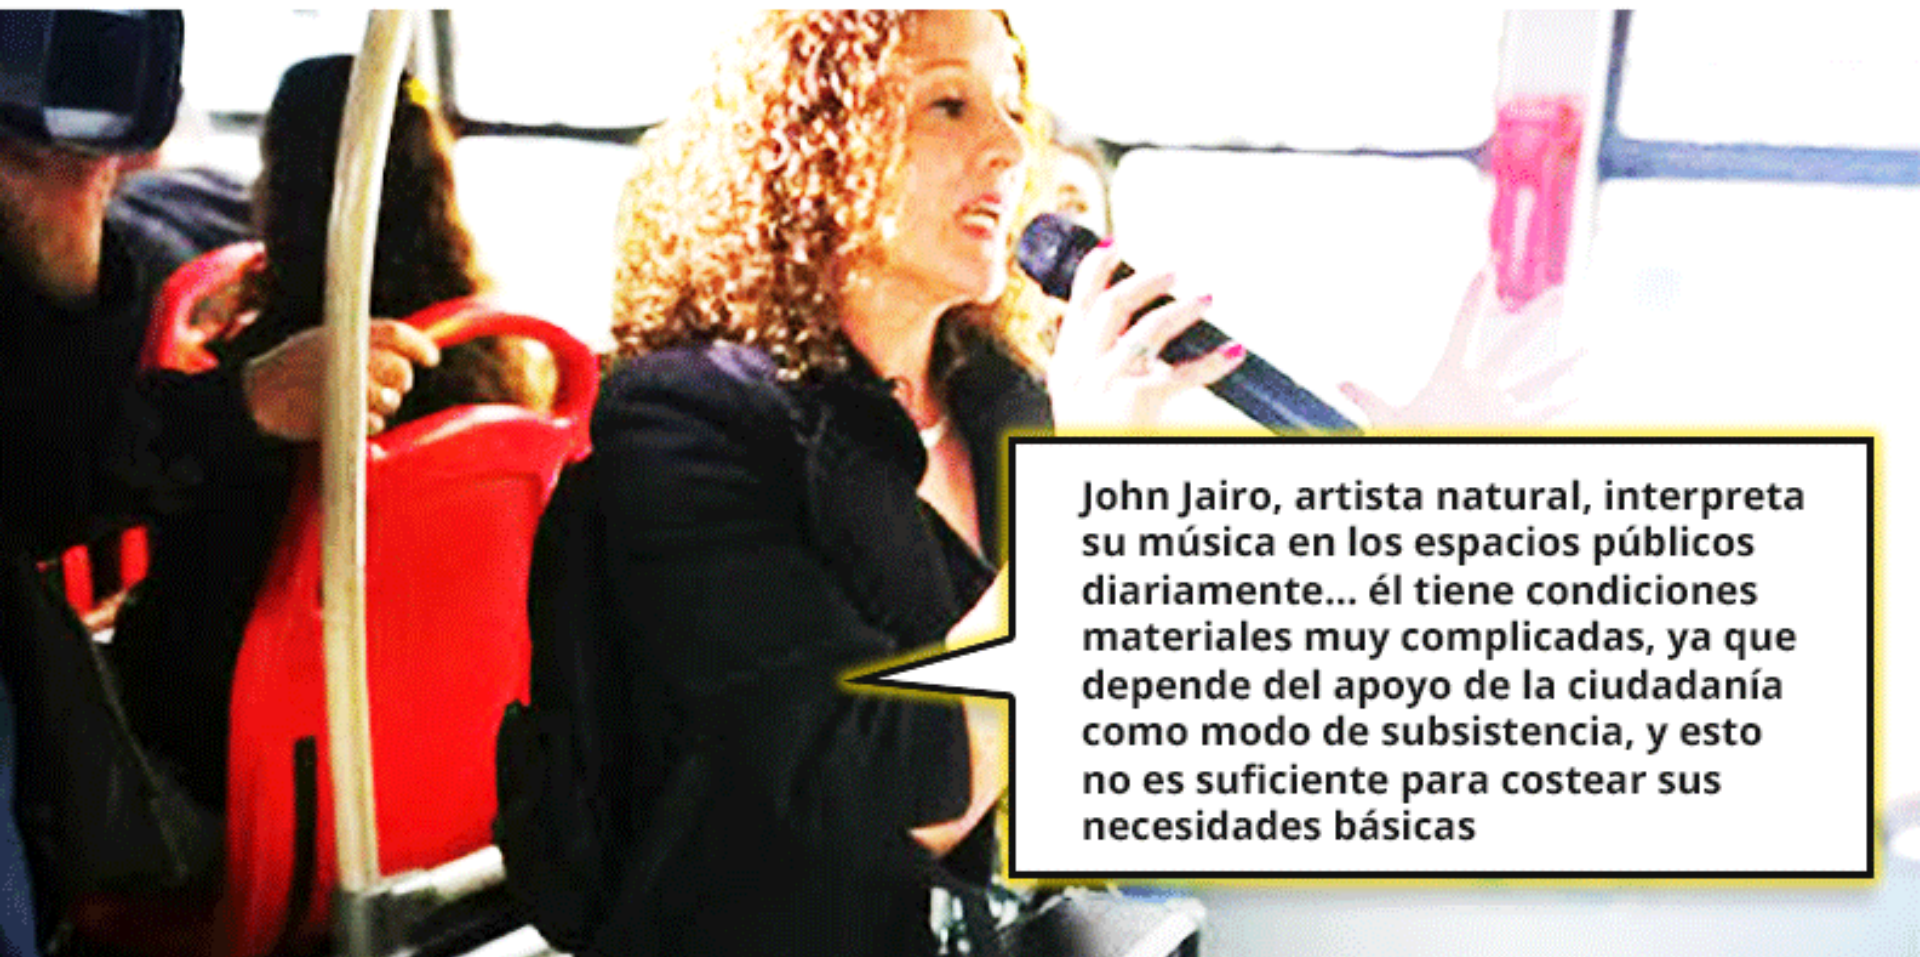 John Jairo, artista natural, interpreta
su música en los espacios públicos
diariamente... él tiene condiciones
materiales muy complicadas, ya que
depende del apoyo de la ciudadanía
como modo de subsistencia, y esto
no es suficiente para costear sus
necesidades básicas